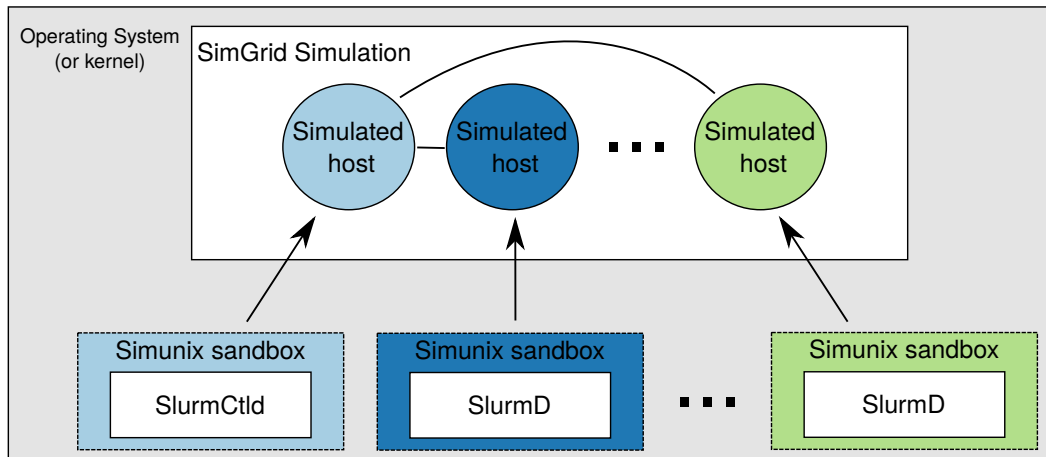 Operating System
(or kernel)
SimGrid Simulation
Simulated
host
Simulated
host
Simulated
host
Simunix sandbox
SlurmCtld
Simunix sandbox
SlurmD
Simunix sandbox
SlurmD